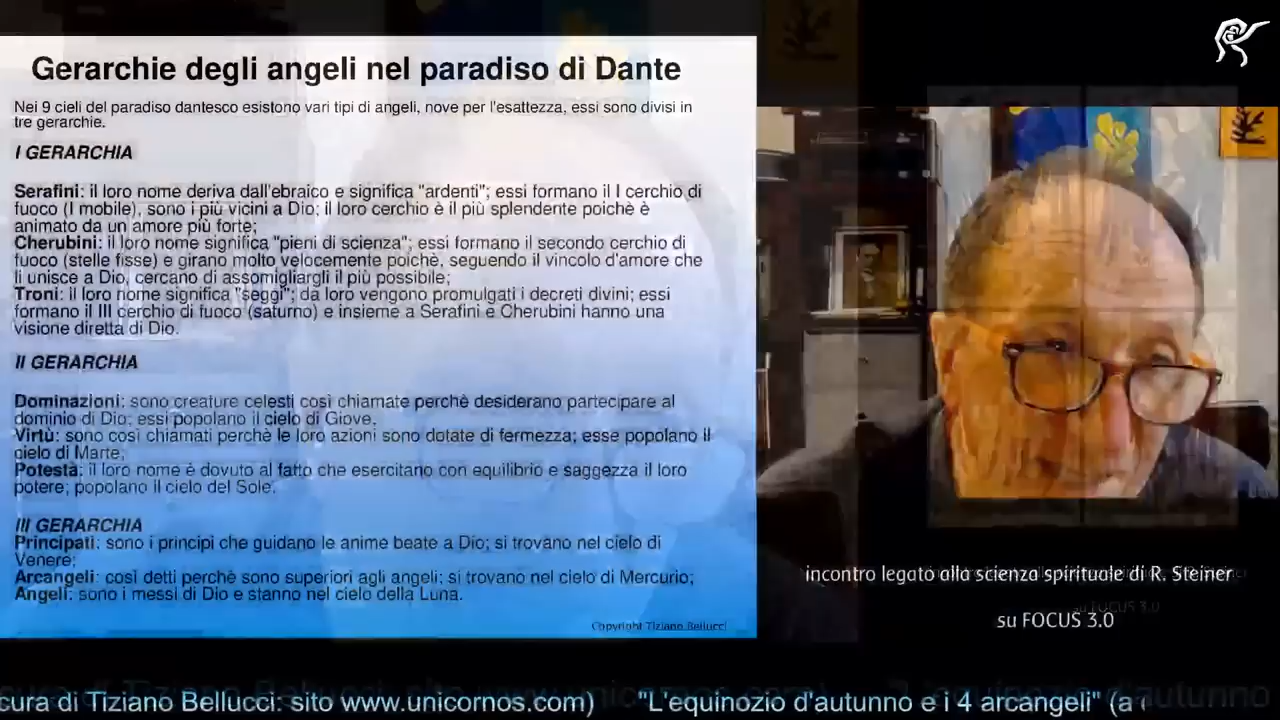 Gerarchie degli angeli nel paradiso di Dante
Nei 9 cieli del paradiso dantesco esistono vari tipi di angeli, nove per l'esattezza, essi sono divisi in
tre gerarchie.
I GERARCHIA
Serafini: il loro nome deriva dall'ebraico e significa "ardenti"; essi formano il I cerchio di
fuoco (I mobile), sono i più vicini a Dio; il loro cerchio è il più splendente poichè è
animato da un amore più forte;
Cherubini: il loro nome significa "pieni di scienza"; essi formano il secondo cerchio di
fuoco (stelle fisse) e girano molto velocemente poichè, seguendo il vincolo d'amore che
li unisce a Dio, cercano di assomigliargli il più possibile;
Troni: il loro nome significa "seggi"; da loro vengono promulgati i decreti divini; essi
formano il III cerchio di fuoco (saturno) e insieme a Serafini e Cherubini hanno una
visione diretta di Dio.
II GERARCHIA
Dominazioni: sono creature celesti così chiamate perchè desiderano partecipare al
dominio di Dio; essi popolano il cielo di Giove.
Virtù: sono così chiamati perchè le loro azioni sono dotate di fermezza; esse popolano il
cielo di Marte;
Potestà: il loro nome è dovuto al fatto che esercitano con equilibrio e saggezza il loro
potere; popolano il cielo del Sole.
III GERARCHIA
Principati: sono i principi che guidano le anime beate a Dio; si trovano nel cielo di
Venere;
Arcangeli: così detti perchè sono superiori agli angeli; si trovano nel cielo di Mercurio;
Angeli: sono i messi di Dio e stanno nel cielo della Luna.
Copyright Tiziano Bellucci
incontro legato alla scienza spirituale di R. Steiner
su FOCUS 3.0
su FOCUS 3.0
cura di Tiziano Bellucci: sito www.unicornos.com) "L'equinozio d'autunno e i 4 arcangeli" (a